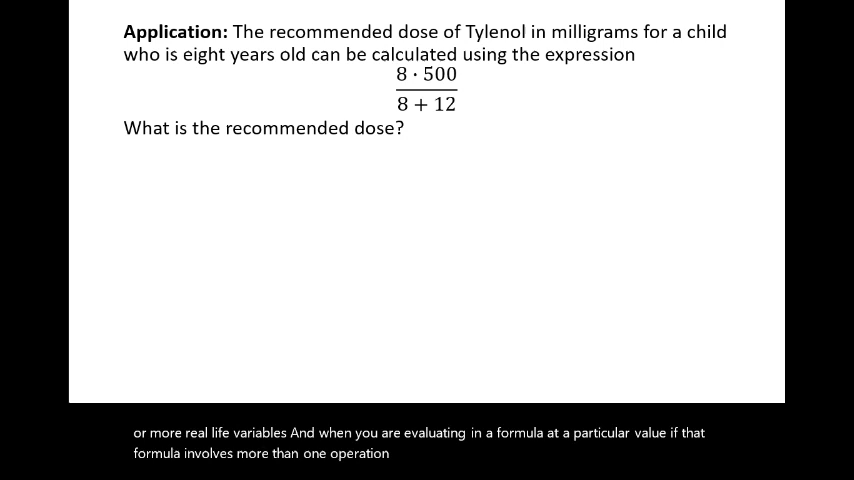 Application: The recommended dose of Tylenol in milligrams for a child
who is eight years old can be calculated using the expression
8 · 500
8 + 12
What is the recommended dose?
or more real life variables And when you are evaluating in a formula at a particular value if that
formula involves more than one operation